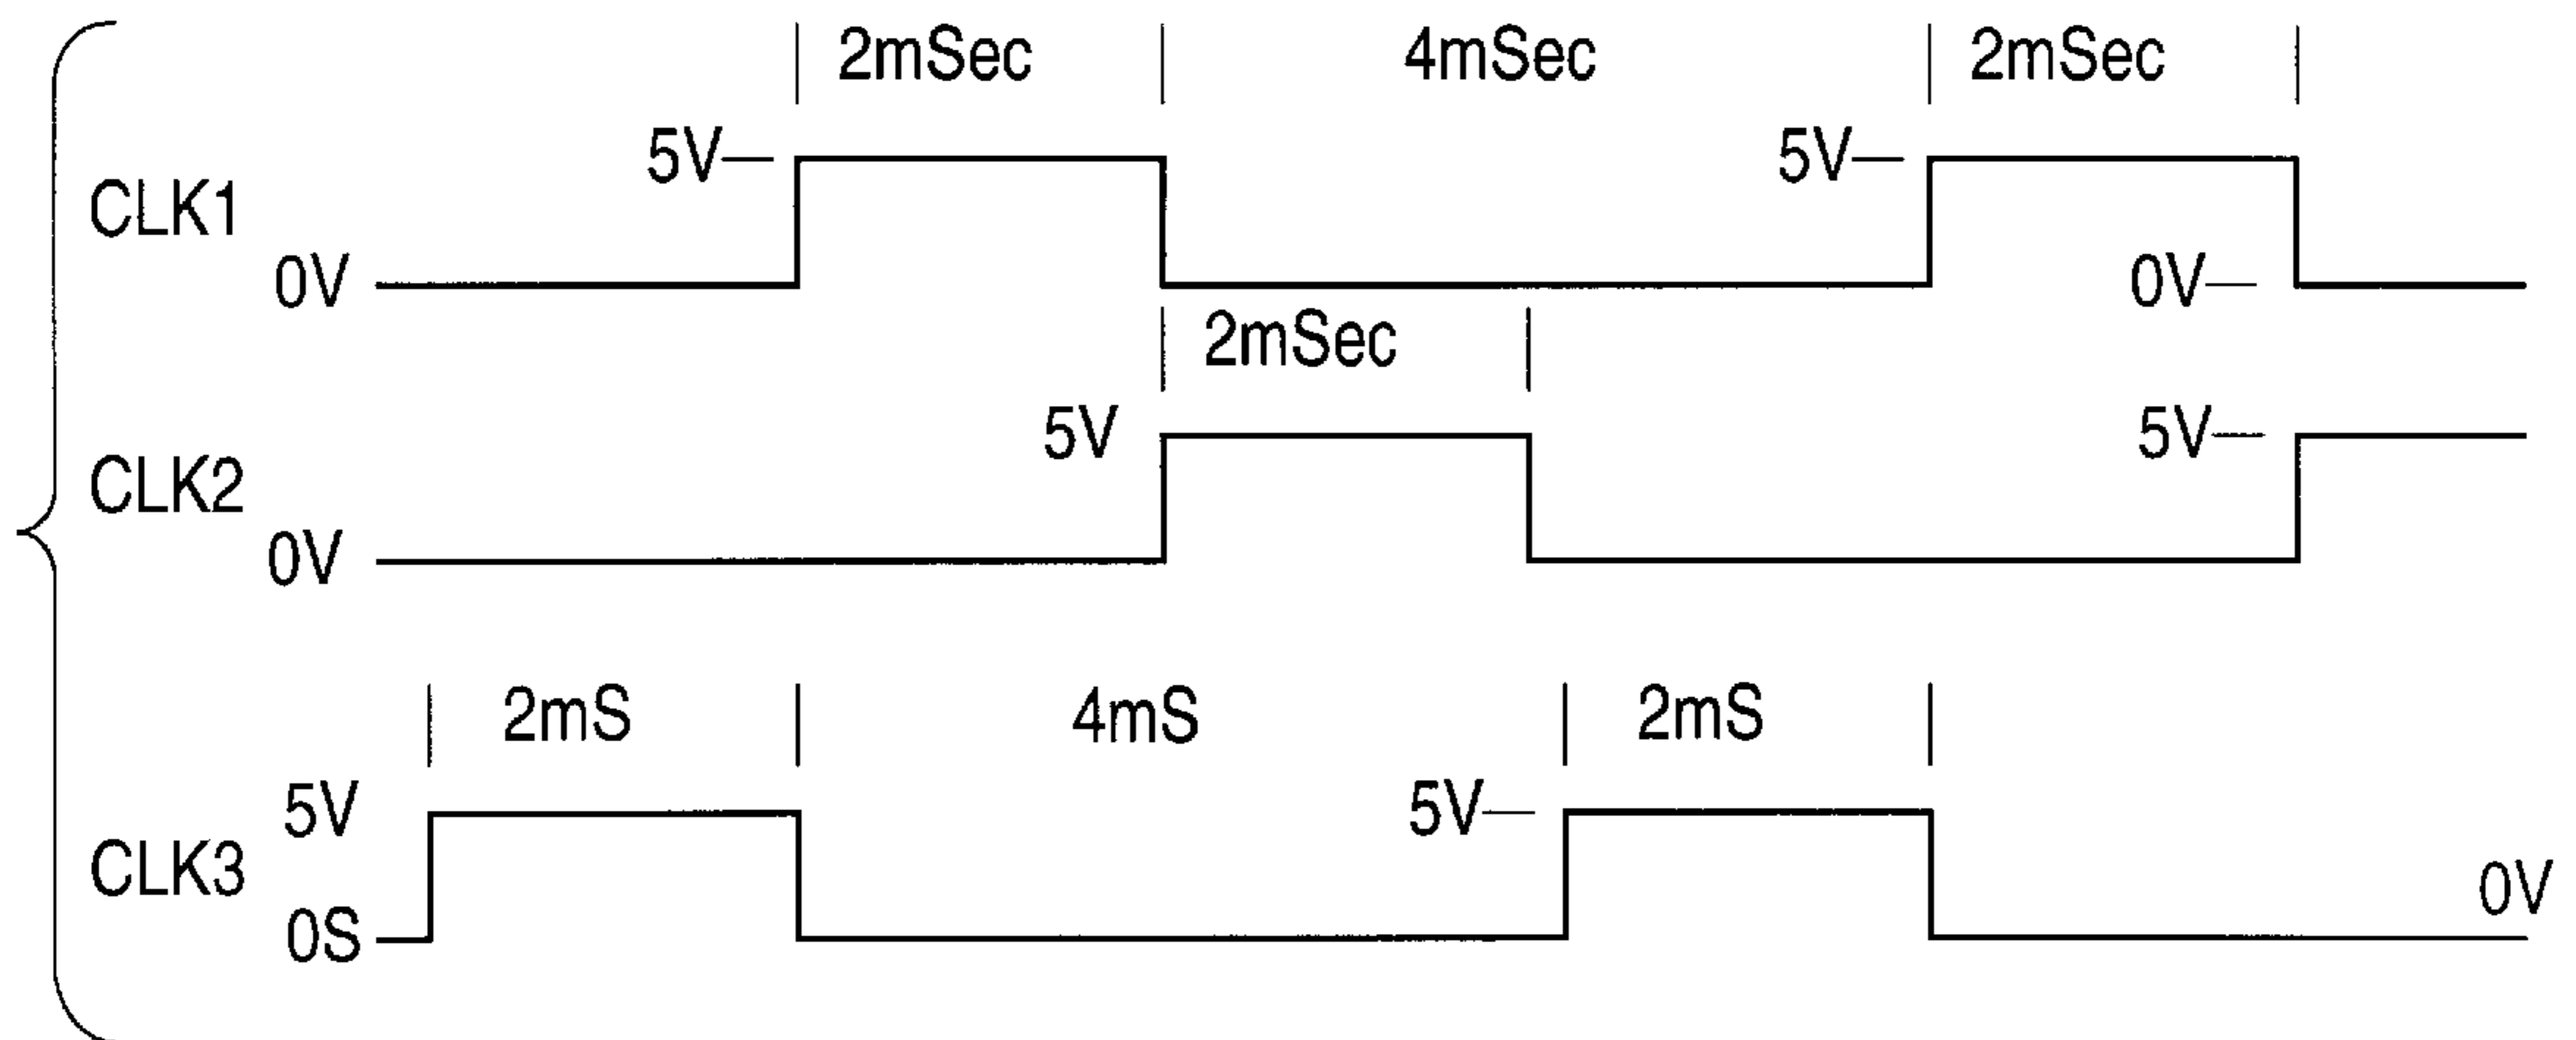 2mSec 4mSec 2mSec
5V 5V
CLK1
0V 0V
2mSec
5V 5V
CLK2
0V
2mS 4mS 2mS
5V 5V
CLK3 0V
0S